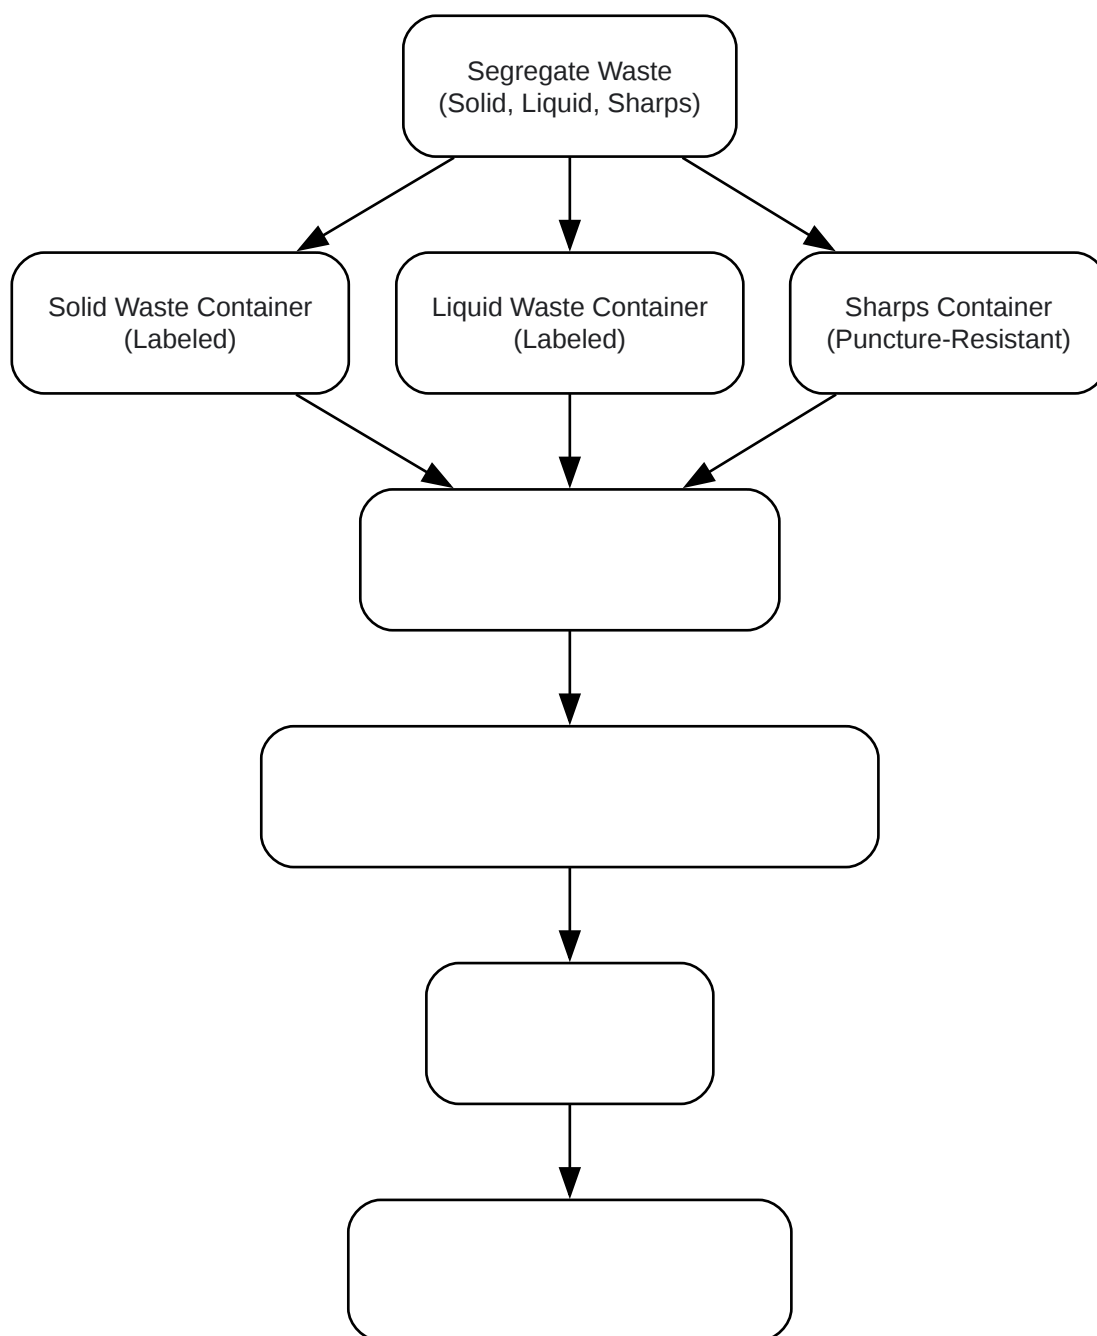 Segregate Waste
(Solid, Liquid, Sharps)
Solid Waste Container
(Labeled)
Liquid Waste Container
(Labeled)
Sharps Container
(Puncture-Resistant)